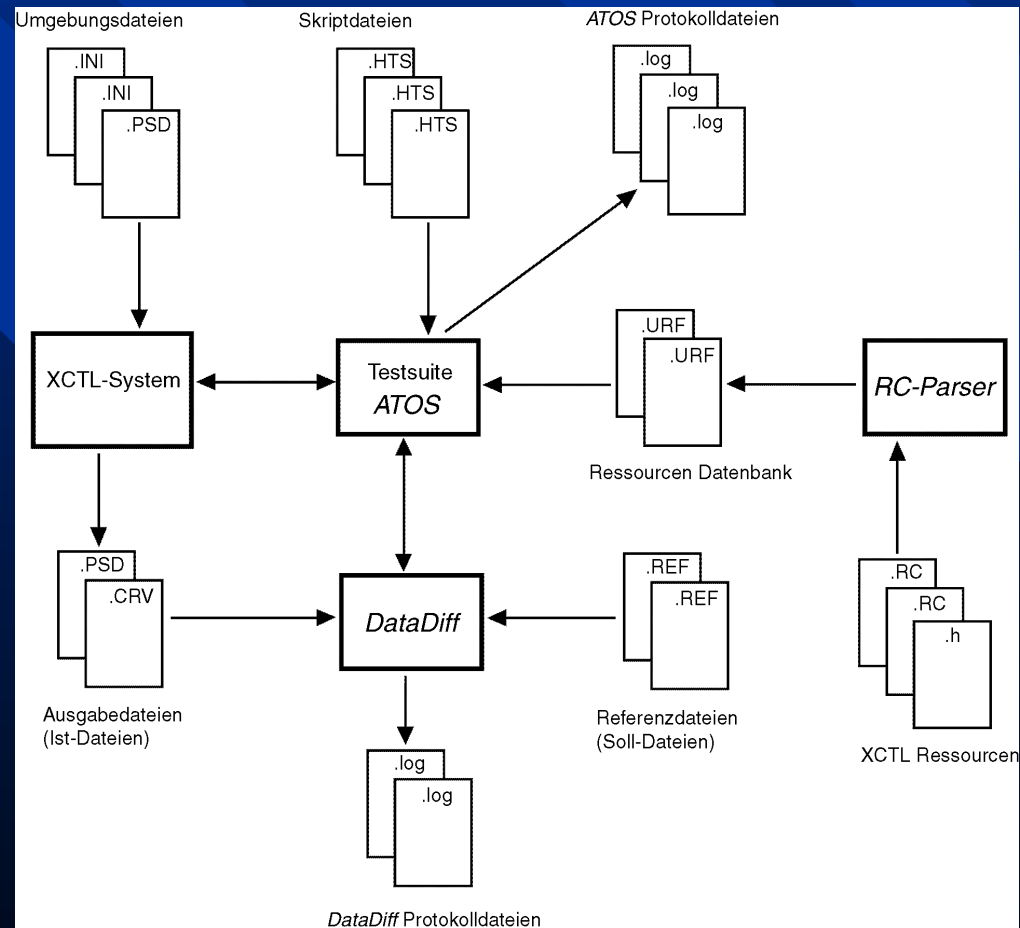 Umgebungsdateien
.INI
.INI
.PSD
Skriptdateien
.HTS
.HTS
.HTS
ATOS Protokolldateien
.log
.log
.log
XCTL-System
Testsuite
ATOS
.URF
.URF
Ressourcen Datenbank
RC-Parser
.PSD
.CRV
Ausgabedateien
(Ist-Dateien)
DataDiff
.REF
.REF
Referenzdateien
(Soll-Dateien)
.RC
.RC
.h
XCTL Ressourcen
.log
.log
DataDiff Protokolldateien